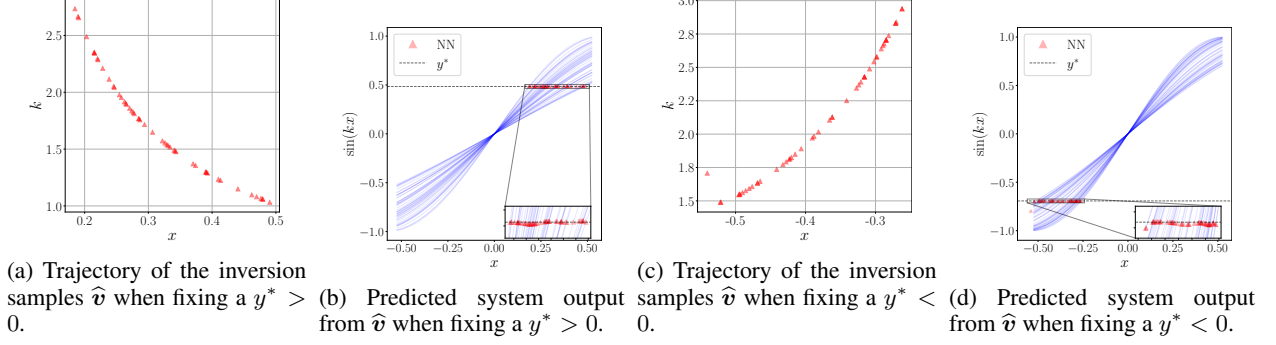 2.5
2.0
1.5
1.0
k
0.2
0.3
0.4
0.5
x
(a) Trajectory of the inversion
samples v̂ when fixing a y* >
0.
NN
y*
1.0
0.5
0.0
−0.5
−1.0
sin(kx)
−0.50
−0.25
0.00
0.25
0.50
x
(b) Predicted system output
from v̂ when fixing a y* > 0.
3.0
2.8
2.5
2.2
2.0
1.8
1.5
k
-0.5
-0.4
-0.3
x
(c) Trajectory of the inversion
samples v̂ when fixing a y* <
0.
NN
y*
1.0
0.5
0.0
−0.5
−1.0
sin(kx)
−0.50
−0.25
0.00
0.25
0.50
x
(d) Predicted system output
from v̂ when fixing a y* < 0.